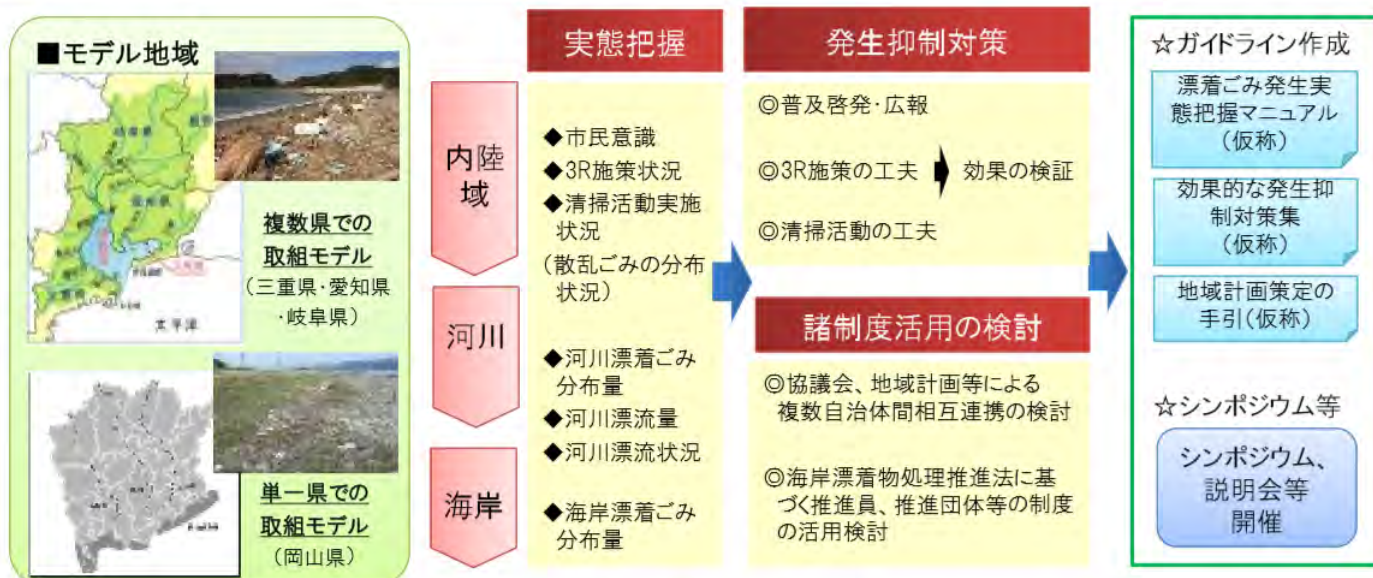 ■モデル地域
岐阜県
愛知県
三重県
太平洋
複数県での
取組モデル
(三重県・愛知県
・岐阜県)
単一県での
取組モデル
(岡山県)
内陸
域
河川
海岸
実態把握
◆市民意識
◆3R施策状況
◆清掃活動実施
状況
(散乱ごみの分布
状況)
◆河川漂着ごみ
分布量
◆河川漂流量
◆河川漂流状況
◆海岸漂着ごみ
分布量
発生抑制対策
◎普及啓発・広報
◎3R施策の工夫 効果の検証
◎清掃活動の工夫
諸制度活用の検討
◎協議会、地域計画等による
複数自治体間相互連携の検討
◎海岸漂着物処理推進法に基
づく推進員、推進団体等の制度
の活用検討
☆ガイドライン作成
漂着ごみ発生実
態把握マニュアル
(仮称)
効果的な発生抑
制対策集
(仮称)
地域計画策定の
手引(仮称)
☆シンポジウム等
シンポジウム、
説明会等
開催